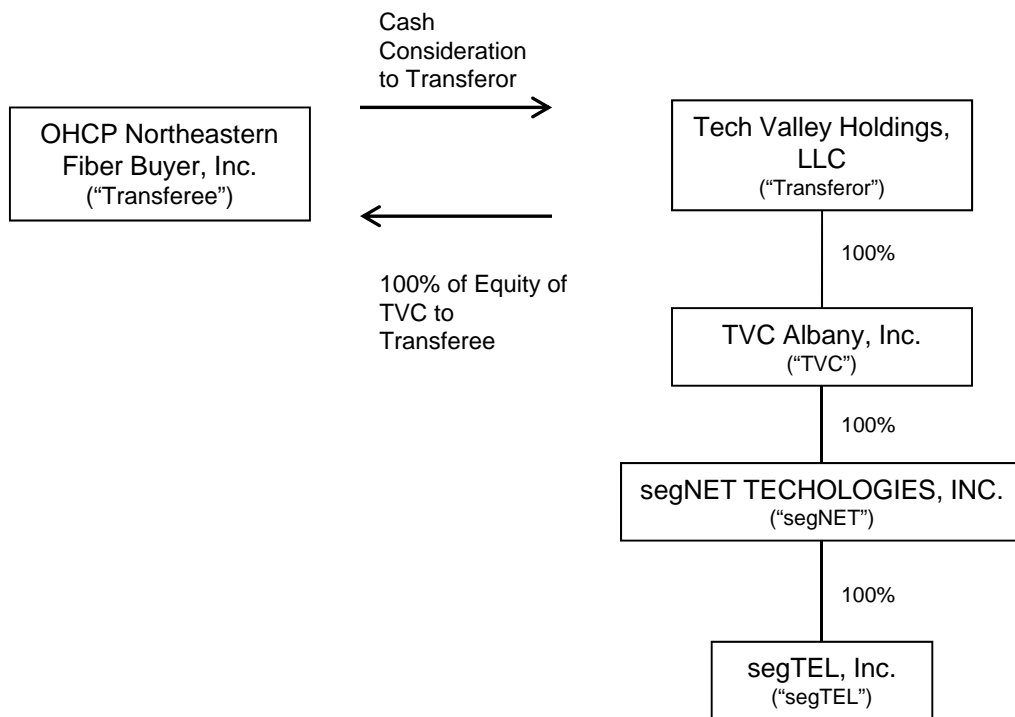 Cash
Consideration
to Transferor
OHCP Northeastern
Fiber Buyer, Inc.
(“Transferee”)
Tech Valley Holdings,
LLC
(“Transferor”)
100% of Equity of
TVC to
Transferee
100%
TVC Albany, Inc.
(“TVC”)
100%
segNET TECHOLOGIES, INC.
(“segNET”)
100%
segTEL, Inc.
(“segTEL”)